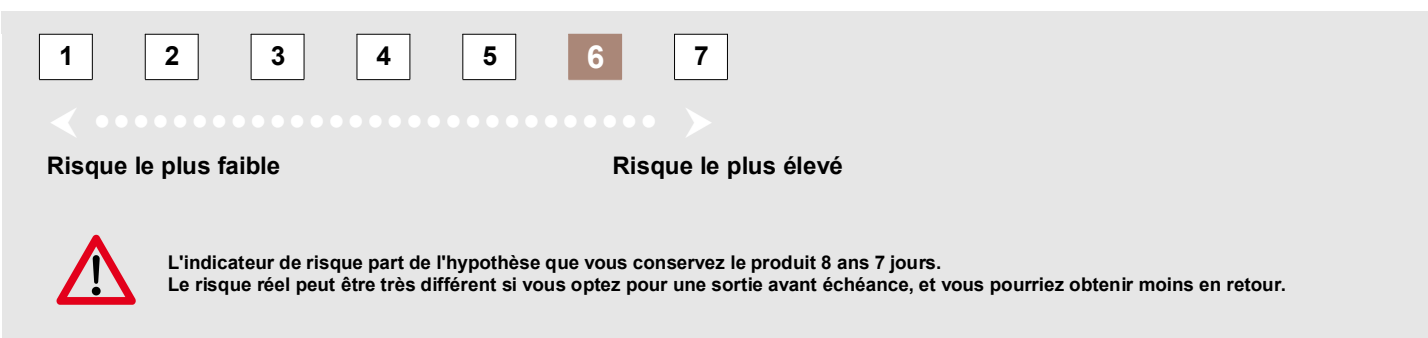 1 2 3 4 5 6 7
Risque le plus faible Risque le plus élevé
L'indicateur de risque part de l'hypothèse que vous conservez le produit 8 ans 7 jours.
Le risque réel peut être très différent si vous optez pour une sortie avant échéance, et vous pourriez obtenir moins en retour.